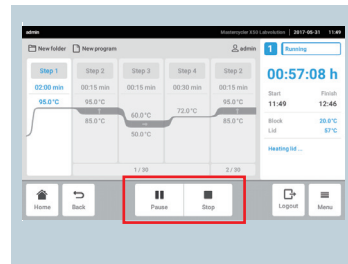 admin Mastercycler X50 | Labvolution | 2017-05-31 11:49
New folder New program admin 1 Running
Step 1 Step 2 Step 3 Step 4 Step 2
02:00 min 00:15 min 00:15 min 00:30 min 00:15 min
00:57:08 h
Start Finish
11:49 12:46
95.0°C 95.0°C 95.0°C
60.0°C 72.0°C
85.0°C 85.0°C
50.0°C
Block 20.0°C
Lid 57°C
Heating lid ...
1 / 30 2 / 30
Home Back Pause Stop Logout Menu